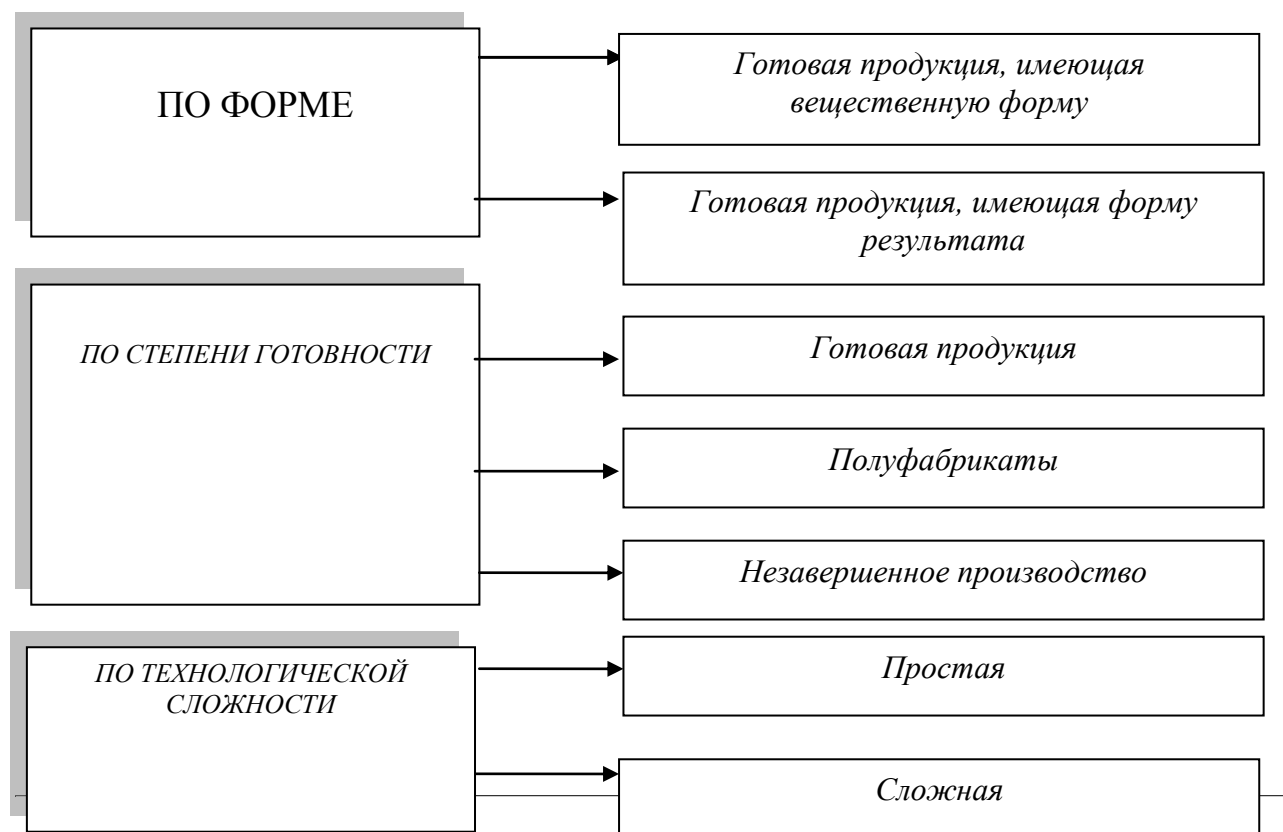 ПО ФОРМЕ
Готовая продукция, имеющая
вещественную форму
Готовая продукция, имеющая форму
результата
ПО СТЕПЕНИ ГОТОВНОСТИ
Готовая продукция
Полуфабрикаты
Незавершенное производство
ПО ТЕХНОЛОГИЧЕСКОЙ
СЛОЖНОСТИ
Простая
Сложная